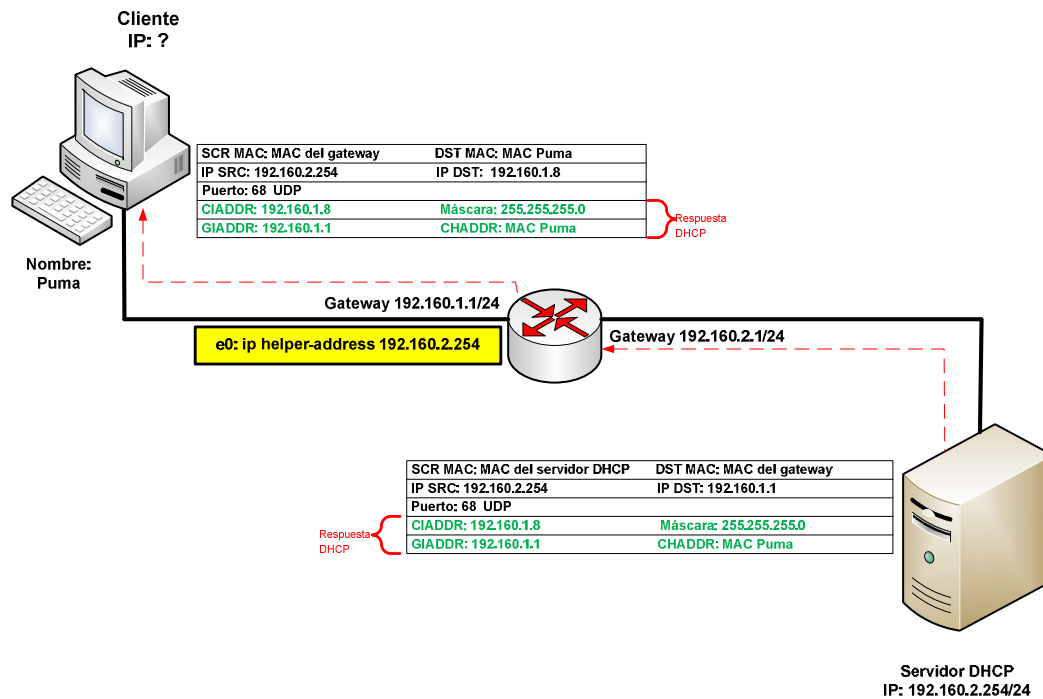 Cliente
IP: ?
SCR MAC: MAC del gateway DST MAC: MAC Puma
IP SRC: 192.160.2.254 IP DST: 192.160.1.8
Puerto: 68 UDP
CIADDR: 192.160.1.8 Máscara: 255.255.255.0
GIADDR: 192.160.1.1 CHADDR: MAC Puma
Respuesta
DHCP
Nombre:
Puma
Gateway 192.160.1.1/24
e0: ip helper-address 192.160.2.254
Gateway 192.160.2.1/24
SCR MAC: MAC del servidor DHCP DST MAC: MAC del gateway
IP SRC: 192.160.2.254 IP DST: 192.160.1.1
Puerto: 68 UDP
CIADDR: 192.160.1.8 Máscara: 255.255.255.0
GIADDR: 192.160.1.1 CHADDR: MAC Puma
Respuesta
DHCP
Servidor DHCP
IP: 192.160.2.254/24